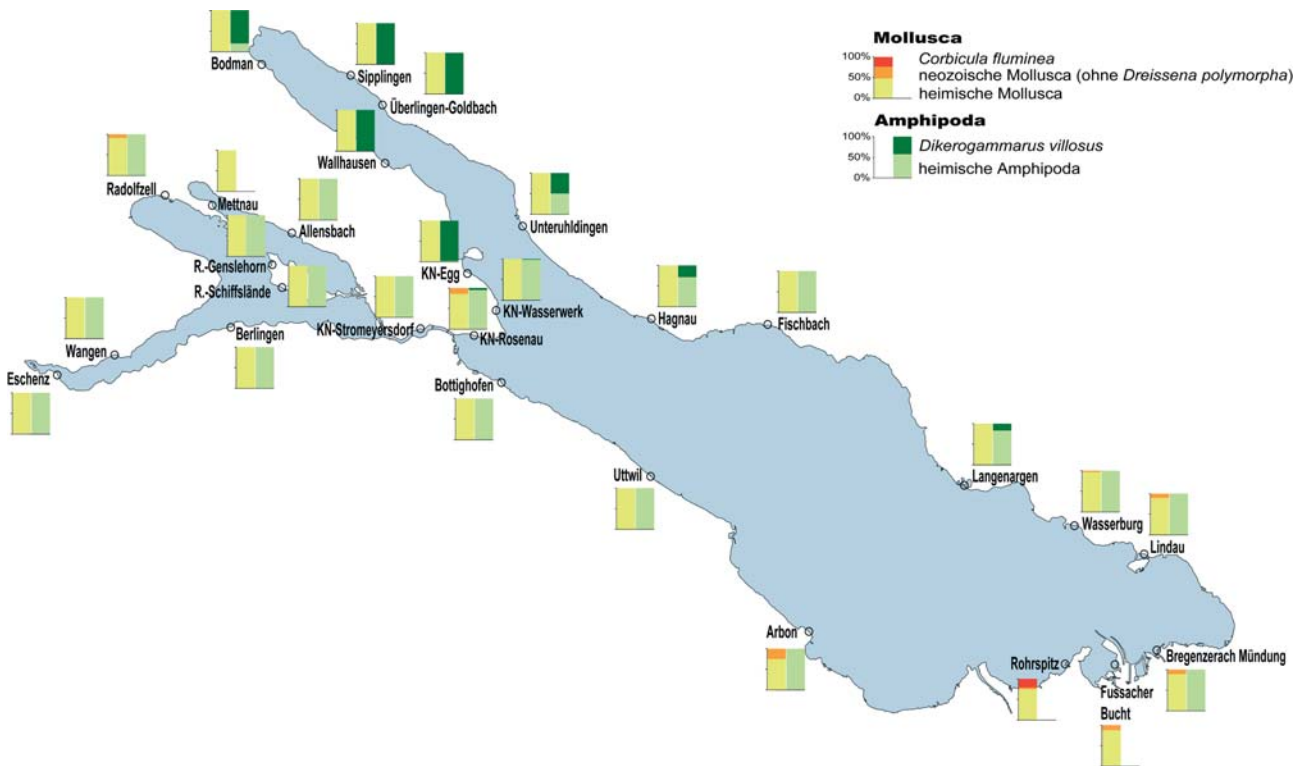 Mollusca
Corbicula fluminea
100%
neozoische Mollusca (ohne Dreissena polymorpha)
50%
heimische Mollusca
0%
Amphipoda
100%
Dikerogammarus villosus
50%
heimische Amphipoda
0%
Bodman
Sipplingen
Überlingen-Goldbach
Wallhausen
Radolfzell
Mettnau
Allensbach
Unteruhldingen
R.-Genslehorn
KN-Egg
R.-Schiffslände
KN-Wasserwerk
Hagnau
Fischbach
KN-Stromeyersdorf
KN-Rosenau
Berlingen
Wangen
Eschenz
Bottighofen
Uttwil
Langenargen
Wasserburg
Lindau
Arbon
Rohrspitz
Bregenzerach Mündung
Fussacher
Bucht